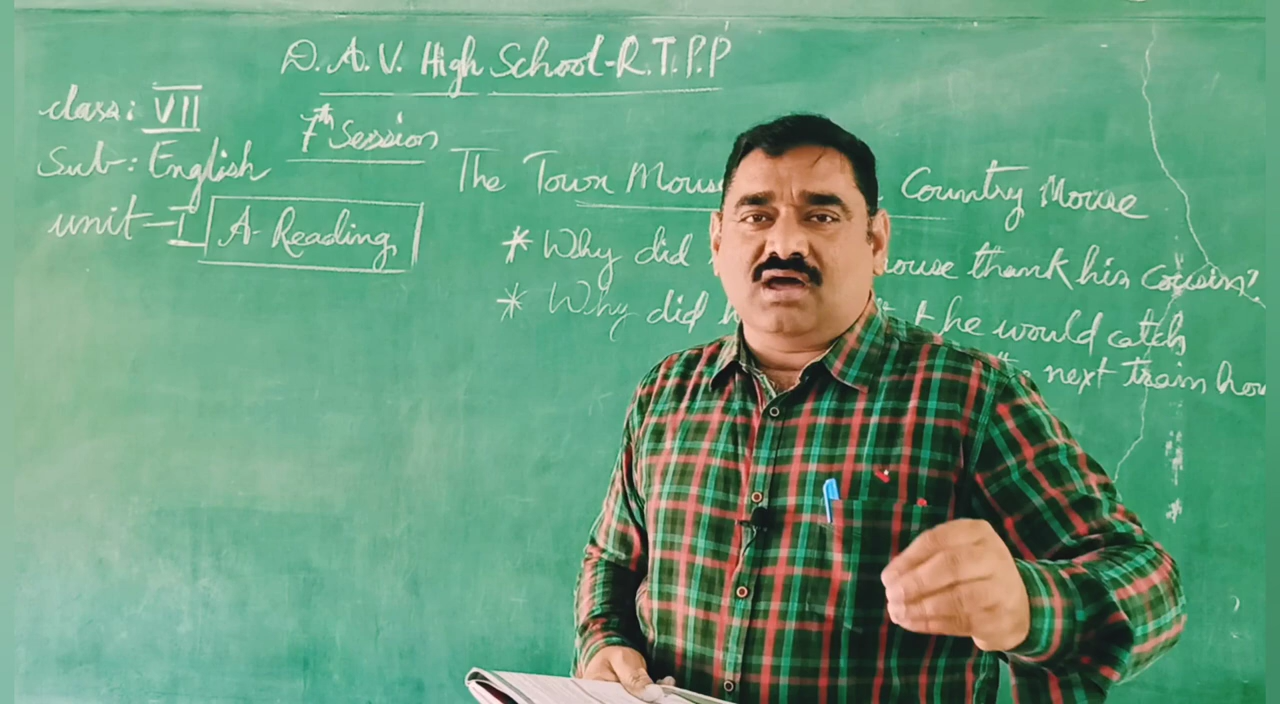 D. A. V. High School-R.T.P.P
class: VII
7th Session
Sub: English
The Town Mouse Country Mouse
unit-I A-Reading
* Why did mouse thank his cousin?
* Why did he would catch
next train